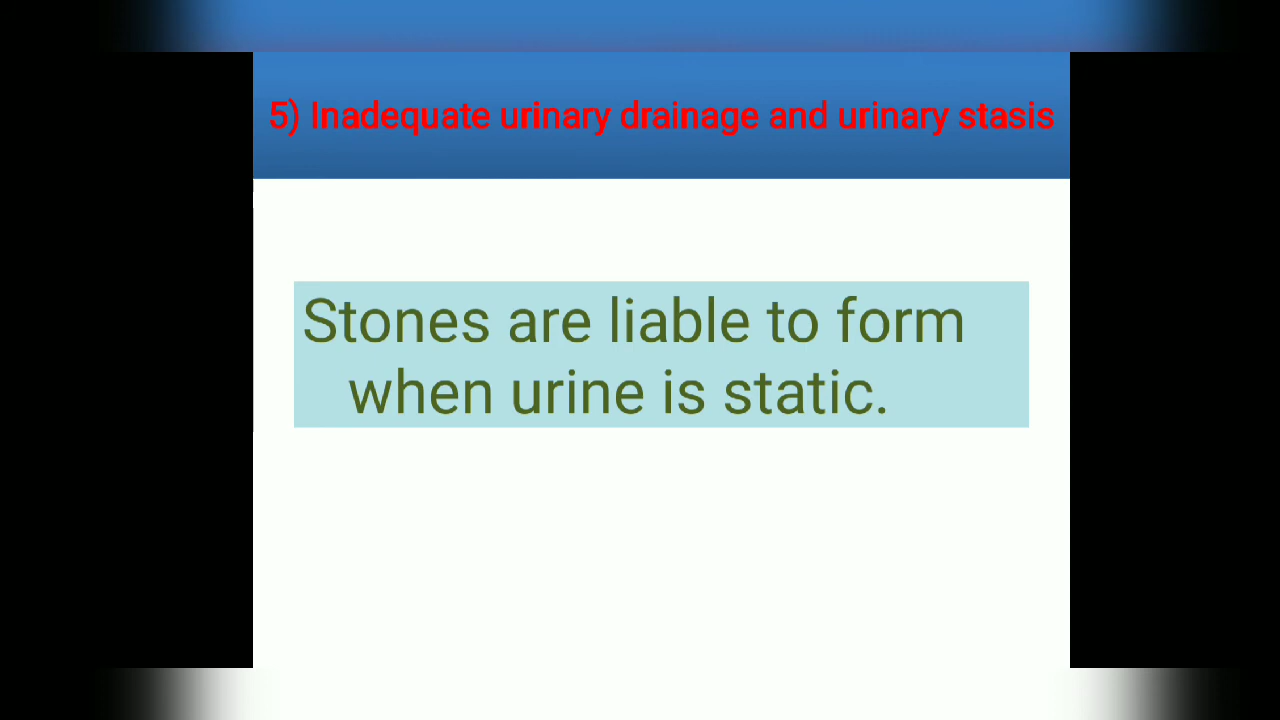 5) Inadequate urinary drainage and urinary stasis
Stones are liable to form
when urine is static.